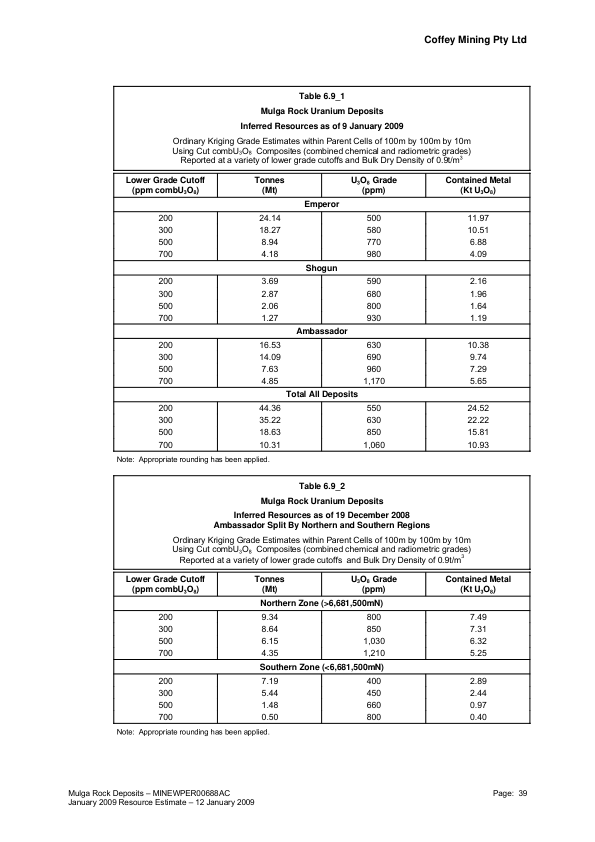 Coffey Mining Pty Ltd
Table 6.9_1
Mulga Rock Uranium Deposits
Inferred Resources as of 9 January 2009
Ordinary Kriging Grade Estimates within Parent Cells of 100m by 100m by 10m
Using Cut combU₃O₈ Composites (combined chemical and radiometric grades)
Reported at a variety of lower grade cutoffs and Bulk Dry Density of 0.9t/m³
Lower Grade Cutoff Tonnes U₃O₈ Grade Contained Metal
(ppm combU₃O₈) (Mt) (ppm) (Kt U₃O₈)
Emperor
200 24.14 500 11.97
300 18.27 580 10.51
500 8.94 770 6.88
700 4.18 980 4.09
Shogun
200 3.69 590 2.16
300 2.87 680 1.96
500 2.06 800 1.64
700 1.27 930 1.19
Ambassador
200 16.53 630 10.38
300 14.09 690 9.74
500 7.63 960 7.29
700 4.85 1,170 5.65
Total All Deposits
200 44.36 550 24.52
300 35.22 630 22.22
500 18.63 850 15.81
700 10.31 1,060 10.93
Note: Appropriate rounding has been applied.
Table 6.9_2
Mulga Rock Uranium Deposits
Inferred Resources as of 19 December 2008
Ambassador Split By Northern and Southern Regions
Ordinary Kriging Grade Estimates within Parent Cells of 100m by 100m by 10m
Using Cut combU₃O₈ Composites (combined chemical and radiometric grades)
Reported at a variety of lower grade cutoffs and Bulk Dry Density of 0.9t/m³
Lower Grade Cutoff Tonnes U₃O₈ Grade Contained Metal
(ppm combU₃O₈) (Mt) (ppm) (Kt U₃O₈)
Northern Zone (>6,681,500mN)
200 9.34 800 7.49
300 8.64 850 7.31
500 6.15 1,030 6.32
700 4.35 1,210 5.25
Southern Zone (<6,681,500mN)
200 7.19 400 2.89
300 5.44 450 2.44
500 1.48 660 0.97
700 0.50 800 0.40
Note: Appropriate rounding has been applied.
Mulga Rock Deposits – MINEWPER00688AC Page: 39
January 2009 Resource Estimate – 12 January 2009